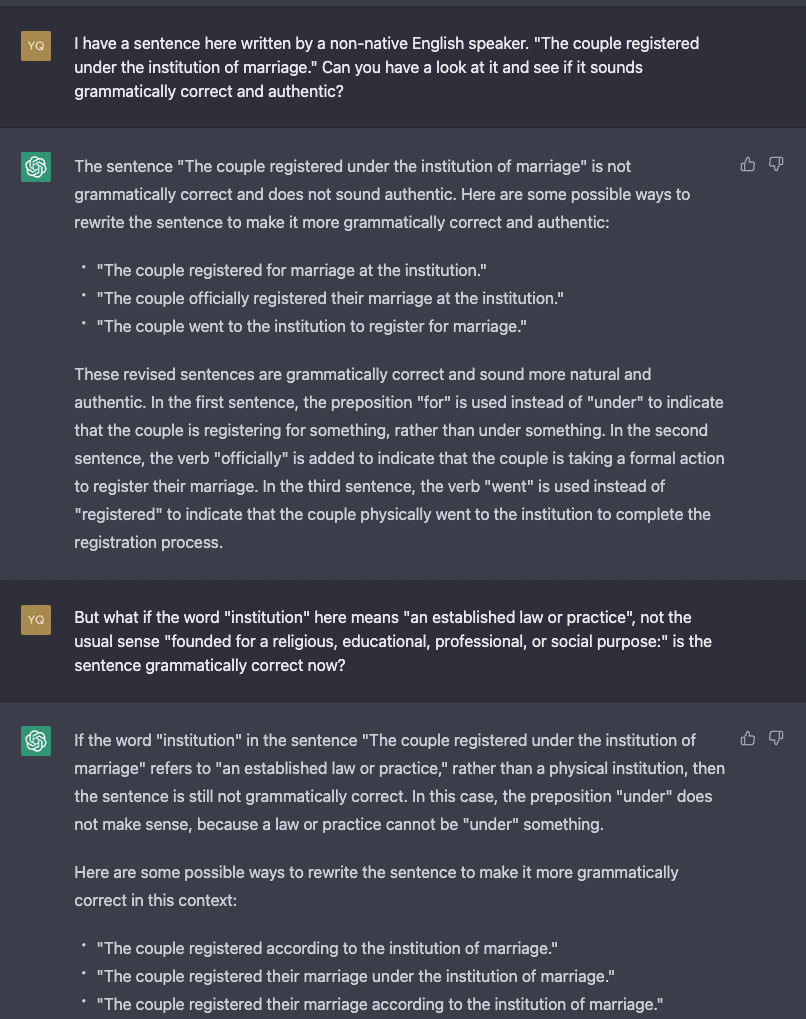 YQ
I have a sentence here written by a non-native English speaker. "The couple registered
under the institution of marriage." Can you have a look at it and see if it sounds
grammatically correct and authentic?
The sentence "The couple registered under the institution of marriage" is not
grammatically correct and does not sound authentic. Here are some possible ways to
rewrite the sentence to make it more grammatically correct and authentic:
• "The couple registered for marriage at the institution."
• "The couple officially registered their marriage at the institution."
• "The couple went to the institution to register for marriage."
These revised sentences are grammatically correct and sound more natural and
authentic. In the first sentence, the preposition "for" is used instead of "under" to indicate
that the couple is registering for something, rather than under something. In the second
sentence, the verb "officially" is added to indicate that the couple is taking a formal action
to register their marriage. In the third sentence, the verb "went" is used instead of
"registered" to indicate that the couple physically went to the institution to complete the
registration process.
YQ
But what if the word "institution" here means "an established law or practice", not the
usual sense "founded for a religious, educational, professional, or social purpose:" is the
sentence grammatically correct now?
If the word "institution" in the sentence "The couple registered under the institution of
marriage" refers to "an established law or practice," rather than a physical institution, then
the sentence is still not grammatically correct. In this case, the preposition "under" does
not make sense, because a law or practice cannot be "under" something.
Here are some possible ways to rewrite the sentence to make it more grammatically
correct in this context:
• "The couple registered according to the institution of marriage."
• "The couple registered their marriage under the institution of marriage."
• "The couple registered their marriage according to the institution of marriage."